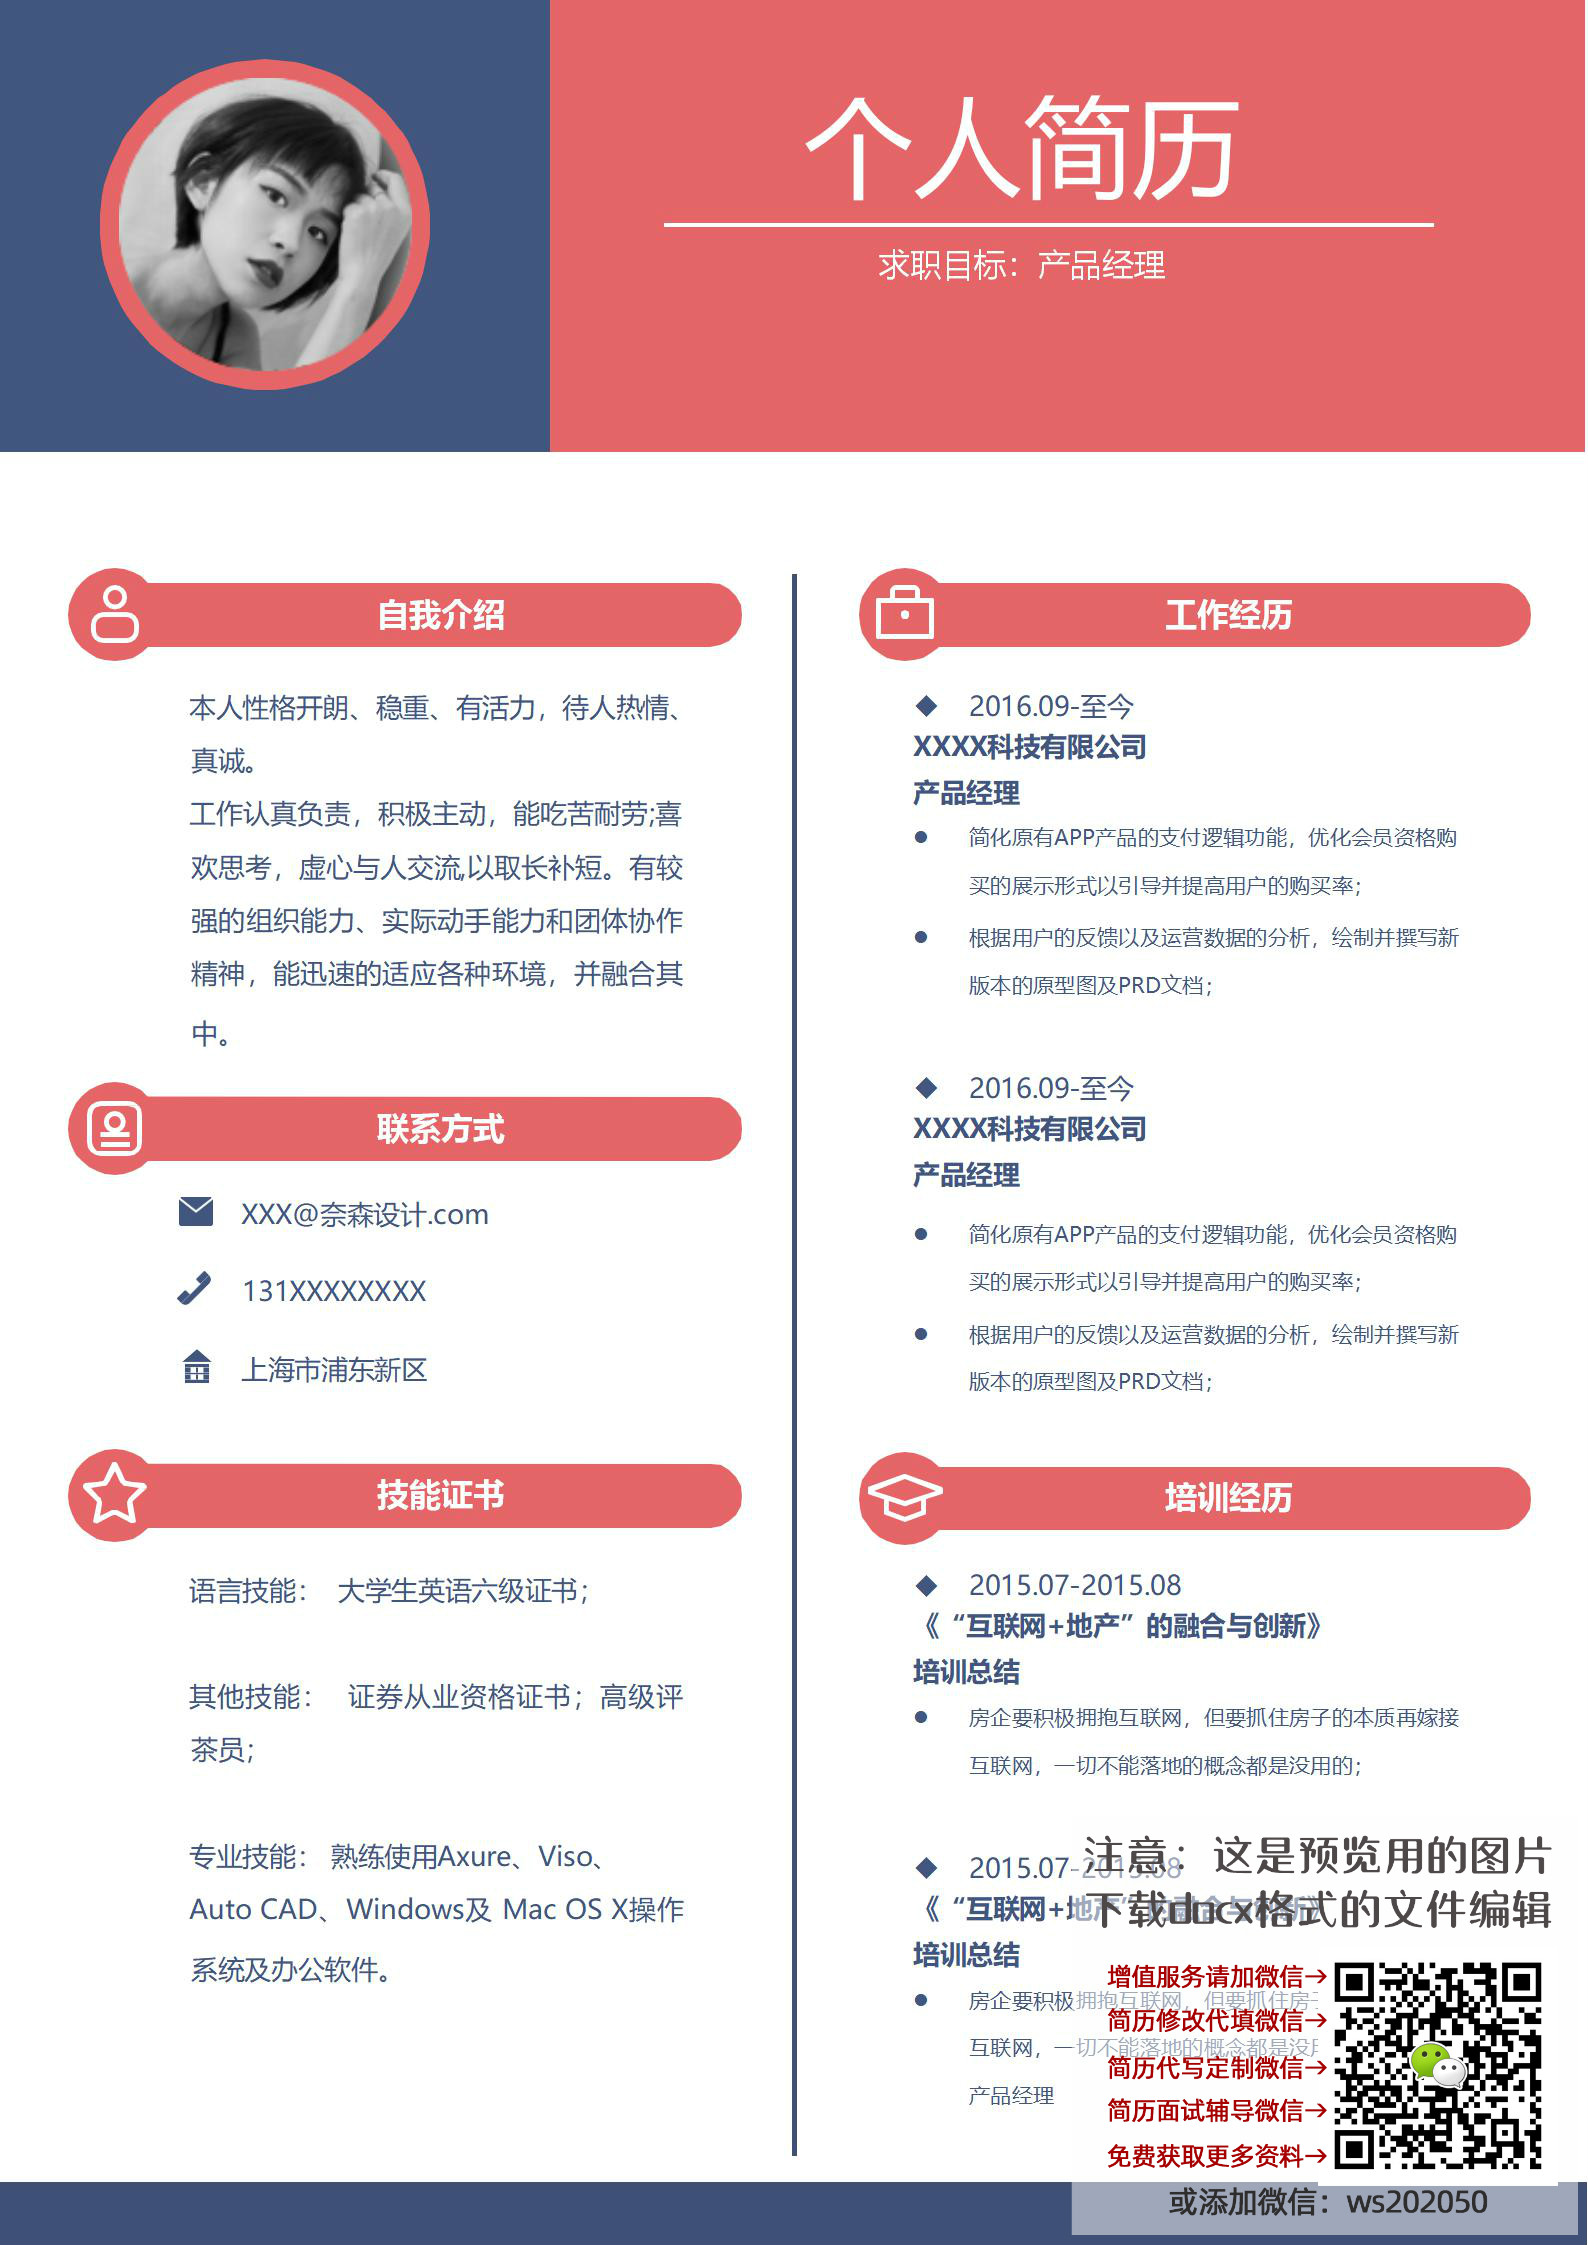 个人简历
求职目标：产品经理
自我介绍
本人性格开朗、稳重、有活力，待人热情、
真诚。
工作认真负责，积极主动，能吃苦耐劳;喜
欢思考，虚心与人交流,以取长补短。有较
强的组织能力、实际动手能力和团体协作
精神，能迅速的适应各种环境，并融合其
中。
联系方式
XXX@奈森设计.com
131XXXXXXXX
上海市浦东新区
技能证书
语言技能： 大学生英语六级证书；
其他技能： 证券从业资格证书；高级评
茶员；
专业技能： 熟练使用Axure、Viso、
Auto CAD、Windows及 Mac OS X操作
系统及办公软件。
工作经历
2016.09-至今
XXXX科技有限公司
产品经理
简化原有APP产品的支付逻辑功能，优化会员资格购
买的展示形式以引导并提高用户的购买率；
根据用户的反馈以及运营数据的分析，绘制并撰写新
版本的原型图及PRD文档；
2016.09-至今
XXXX科技有限公司
产品经理
简化原有APP产品的支付逻辑功能，优化会员资格购
买的展示形式以引导并提高用户的购买率；
根据用户的反馈以及运营数据的分析，绘制并撰写新
版本的原型图及PRD文档；
培训经历
2015.07-2015.08
《“互联网+地产”的融合与创新》
培训总结
房企要积极拥抱互联网，但要抓住房子的本质再嫁接
互联网，一切不能落地的概念都是没用的；
2015.07-2015.08
《“互联网+地产”的融合与创新》
培训总结
房企要积极拥抱互联网，但要抓住房
互联网，一切不能落地的概念都是没
产品经理
注意：这是预览用的图片
下载docx格式的文件编辑
增值服务请加微信→
简历修改代填微信→
简历代写定制微信→
简历面试辅导微信→
免费获取更多资料→
或添加微信：ws202050